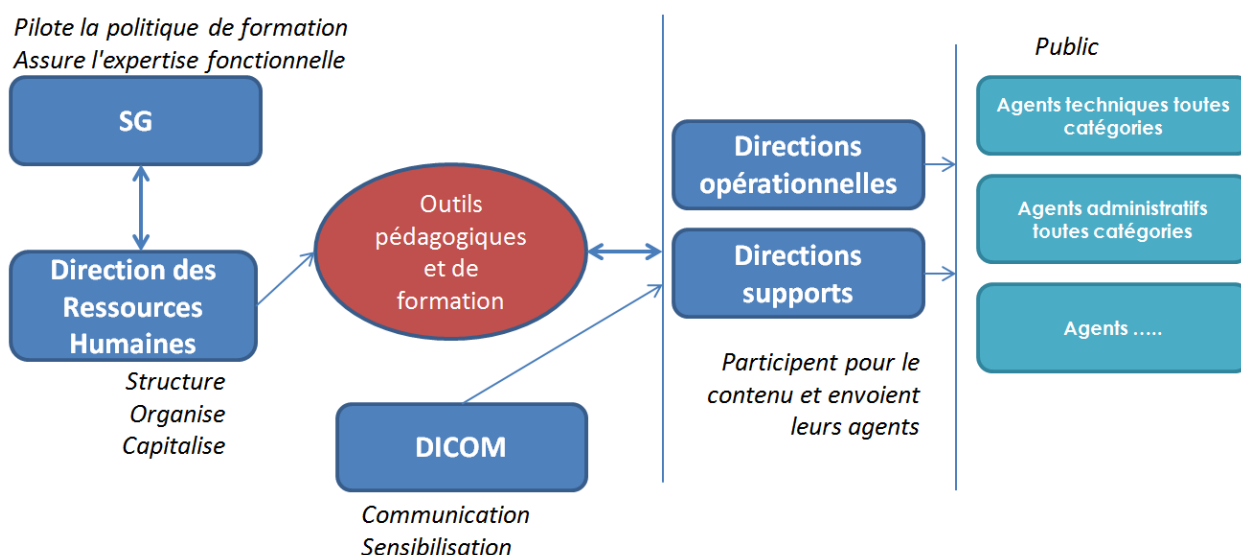 Pilote la politique de formation
Assure l'expertise fonctionnelle
SG
Direction des
Ressources
Humaines
Structure
Organise
Capitalise
Outils
pédagogiques
et de
formation
DICOM
Communication
Sensibilisation
Directions
opérationnelles
Directions
supports
Participent pour le
contenu et envoient
leurs agents
Public
Agents techniques toutes
catégories
Agents administratifs
toutes catégories
Agents .....